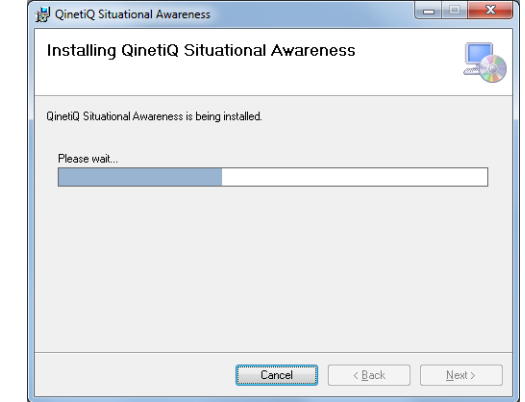 QinetiQ Situational Awareness
Installing QinetiQ Situational Awareness
QinetiQ Situational Awareness is being installed.
Please wait...
Cancel
< Back
Next >